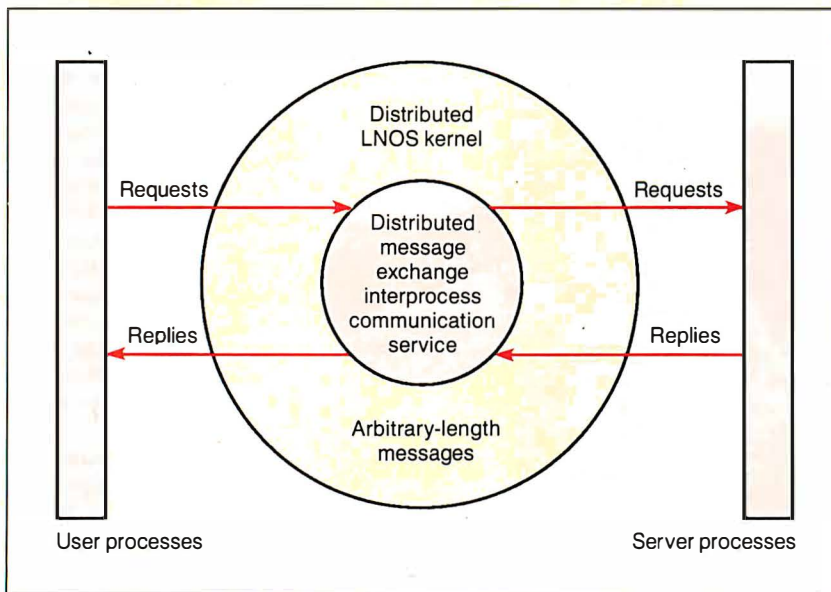 Distributed
LNOS kernel
Requests
Requests
Distributed
message
exchange
interprocess
communication
service
Replies
Replies
Arbitrary-length
messages
User processes
Server processes